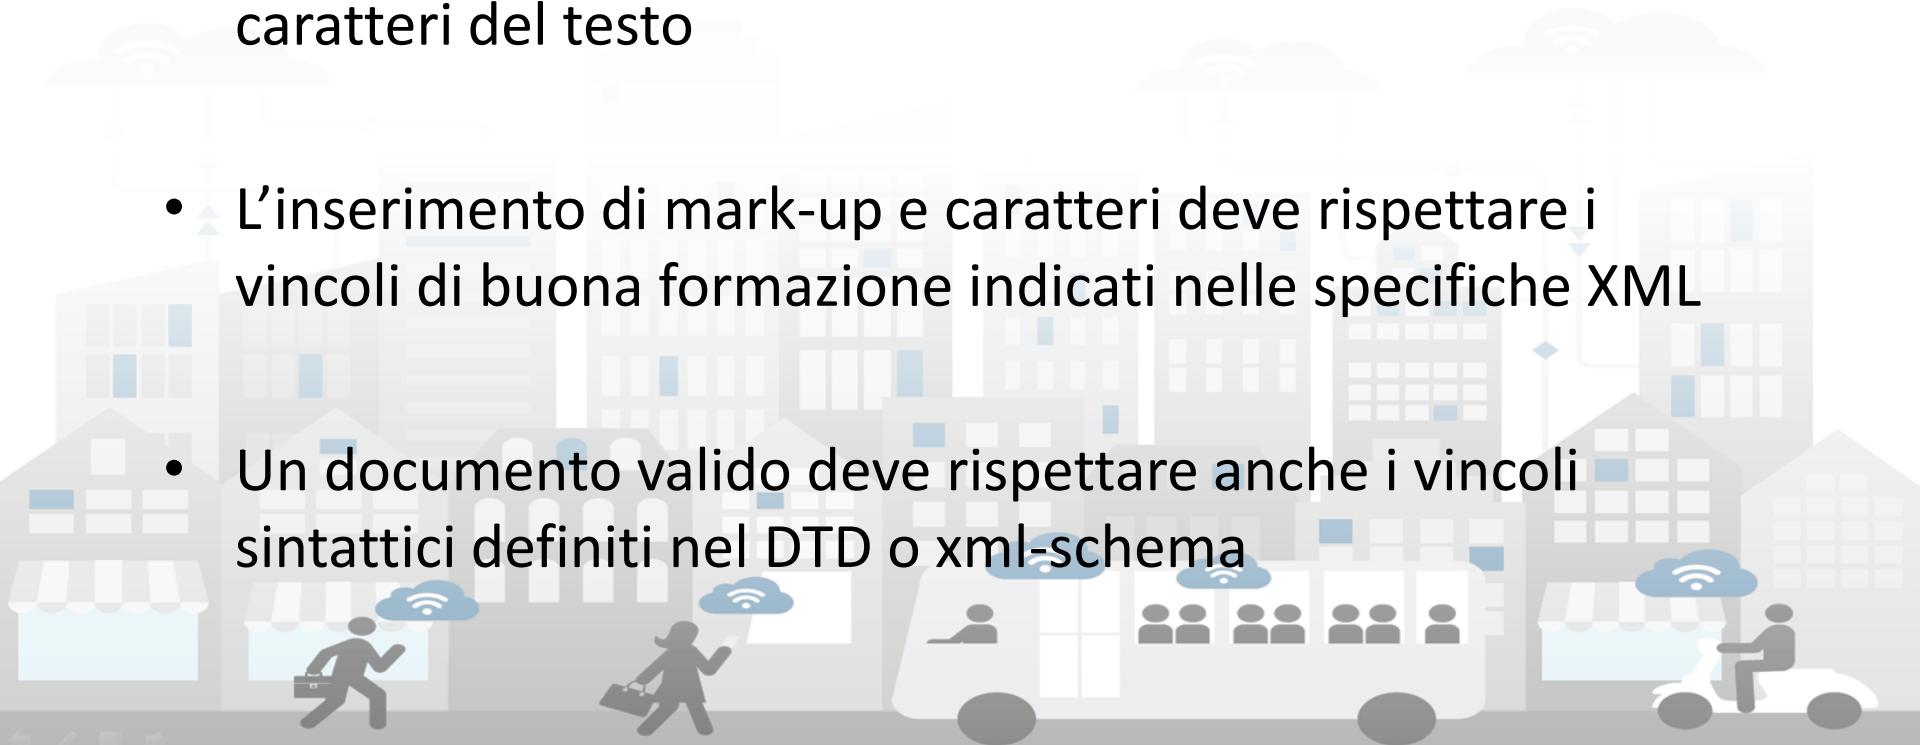 caratteri del testo
• L’inserimento di mark-up e caratteri deve rispettare i
vincoli di buona formazione indicati nelle specifiche XML
• Un documento valido deve rispettare anche i vincoli
sintattici definiti nel DTD o xml-schema